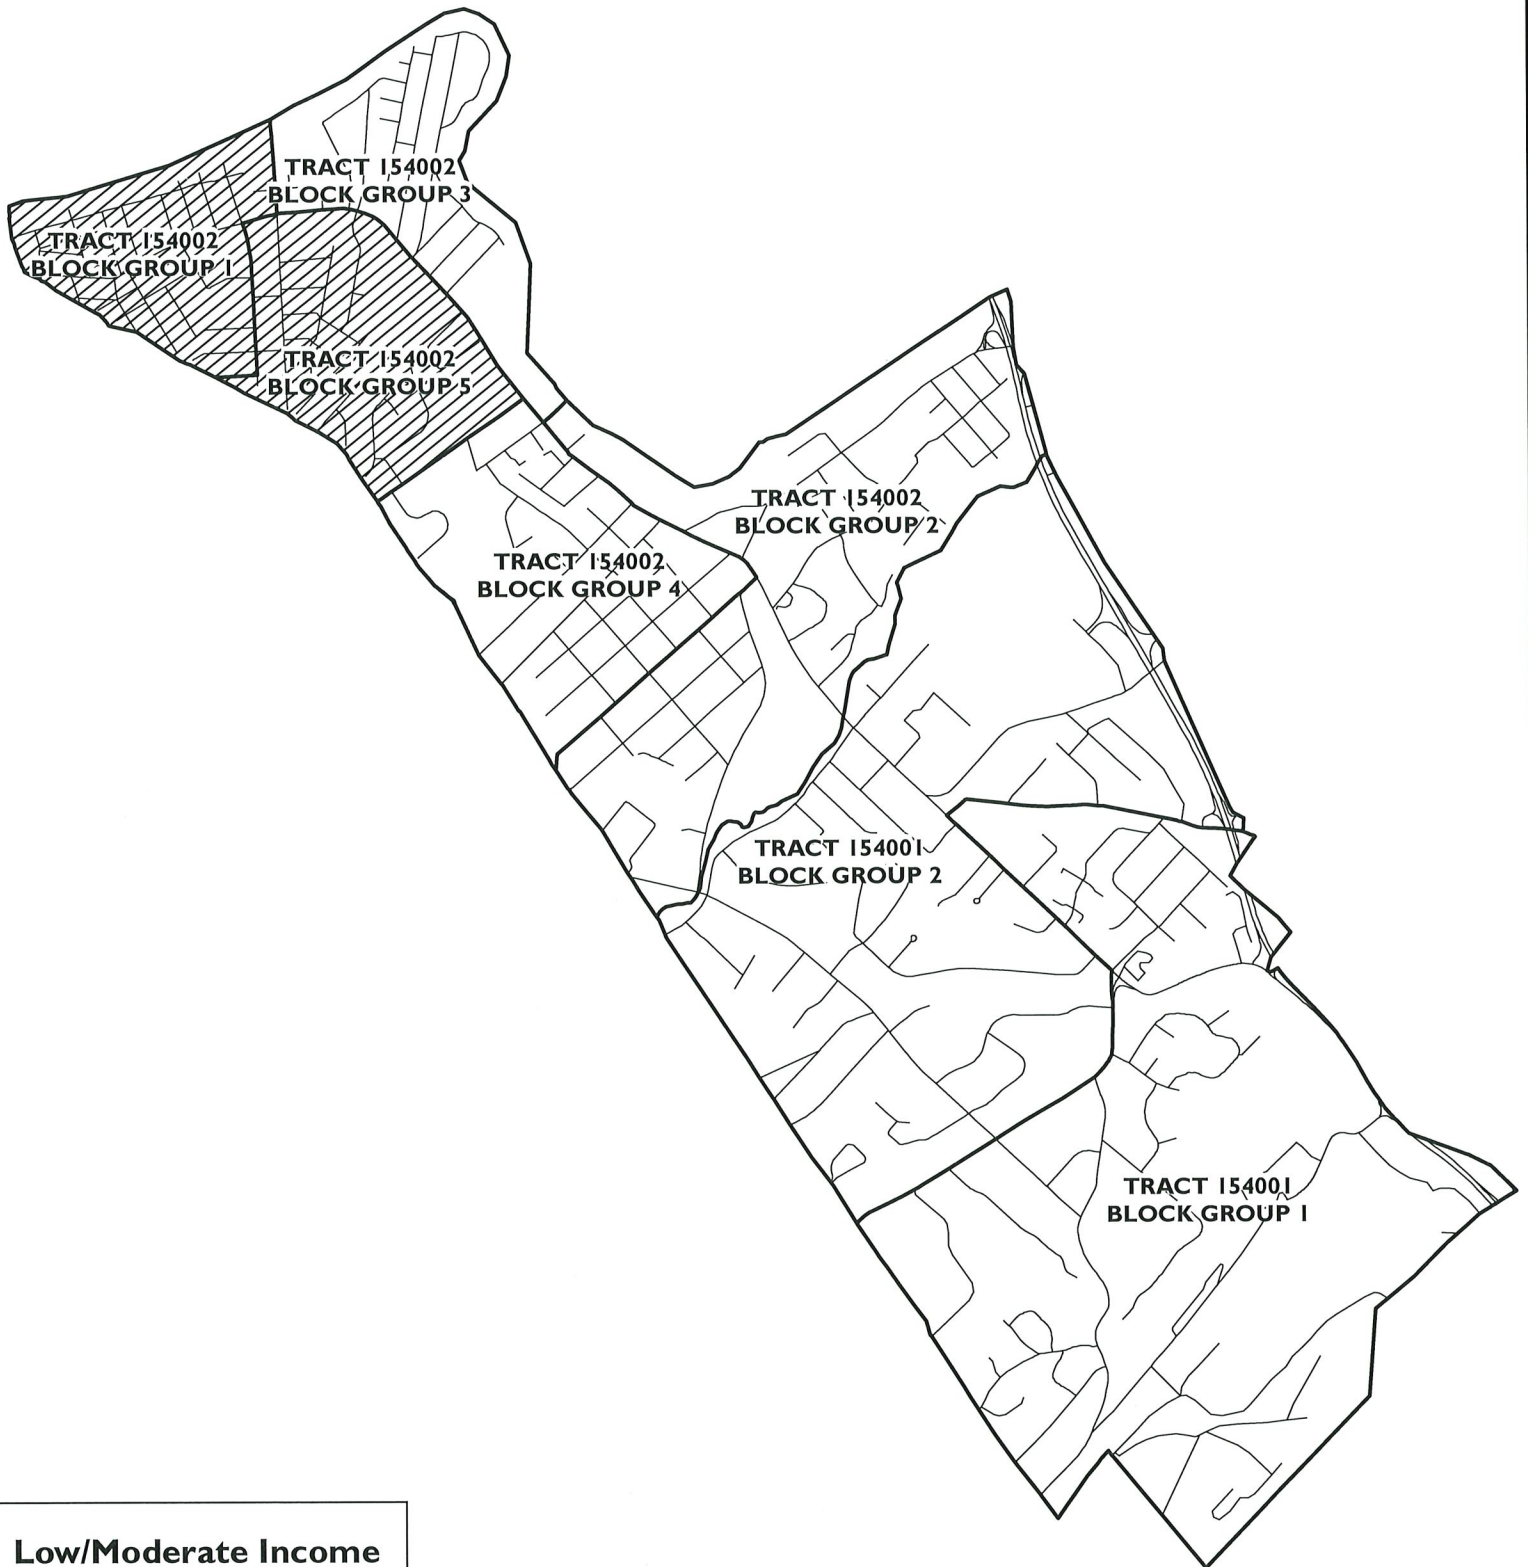 TRACT 154002
BLOCK GROUP 3
TRACT 154002
BLOCK GROUP 1
TRACT 154002
BLOCK GROUP 5
TRACT 154002
BLOCK GROUP 2
TRACT 154002
BLOCK GROUP 4
TRACT 154001
BLOCK GROUP 2
TRACT 154001
BLOCK GROUP 1
Low/Moderate Income